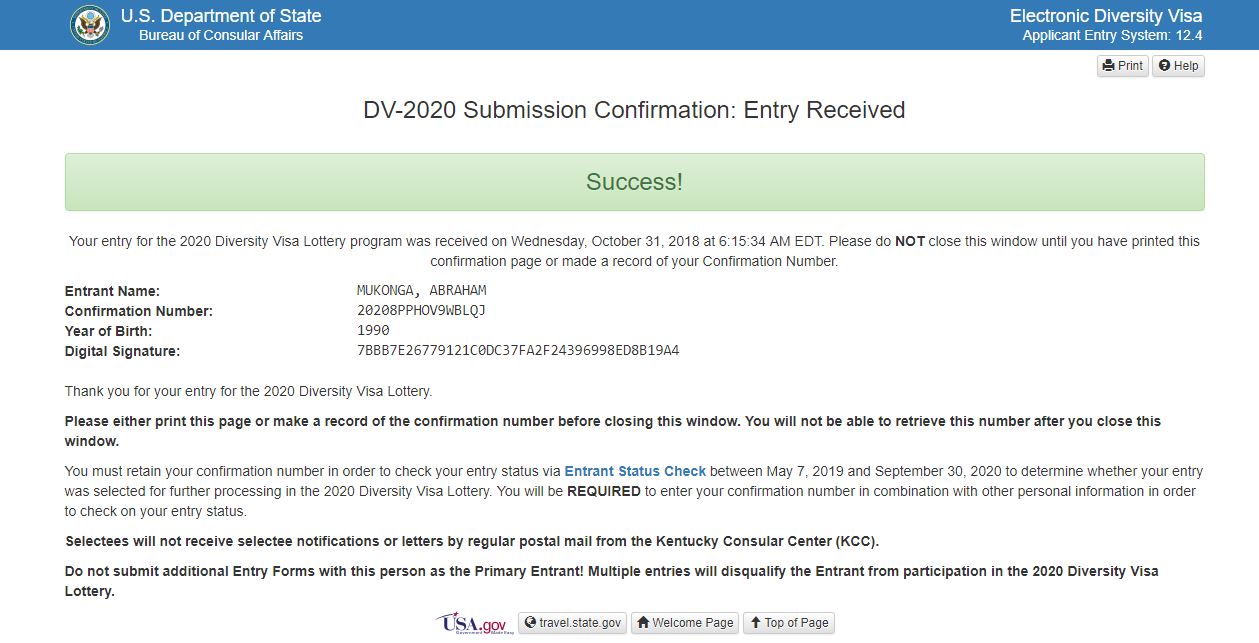 U.S. Department of State
Bureau of Consular Affairs
Electronic Diversity Visa
Applicant Entry System: 12.4
Print
Help
DV-2020 Submission Confirmation: Entry Received
Success!
Your entry for the 2020 Diversity Visa Lottery program was received on Wednesday, October 31, 2018 at 6:15:34 AM EDT. Please do NOT close this window until you have printed this
confirmation page or made a record of your Confirmation Number.
Entrant Name: MUKONGA, ABRAHAM
Confirmation Number: 20208PPHOV9WBLQJ
Year of Birth: 1990
Digital Signature: 7BBB7E26779121C0DC37FA2F24396998ED8B19A4
Thank you for your entry for the 2020 Diversity Visa Lottery.
Please either print this page or make a record of the confirmation number before closing this window. You will not be able to retrieve this number after you close this
window.
You must retain your confirmation number in order to check your entry status via Entrant Status Check between May 7, 2019 and September 30, 2020 to determine whether your entry
was selected for further processing in the 2020 Diversity Visa Lottery. You will be REQUIRED to enter your confirmation number in combination with other personal information in order
to check on your entry status.
Selectees will not receive selectee notifications or letters by regular postal mail from the Kentucky Consular Center (KCC).
Do not submit additional Entry Forms with this person as the Primary Entrant! Multiple entries will disqualify the Entrant from participation in the 2020 Diversity Visa
Lottery.
USA.gov
Government Made Easy
travel.state.gov
Welcome Page
Top of Page